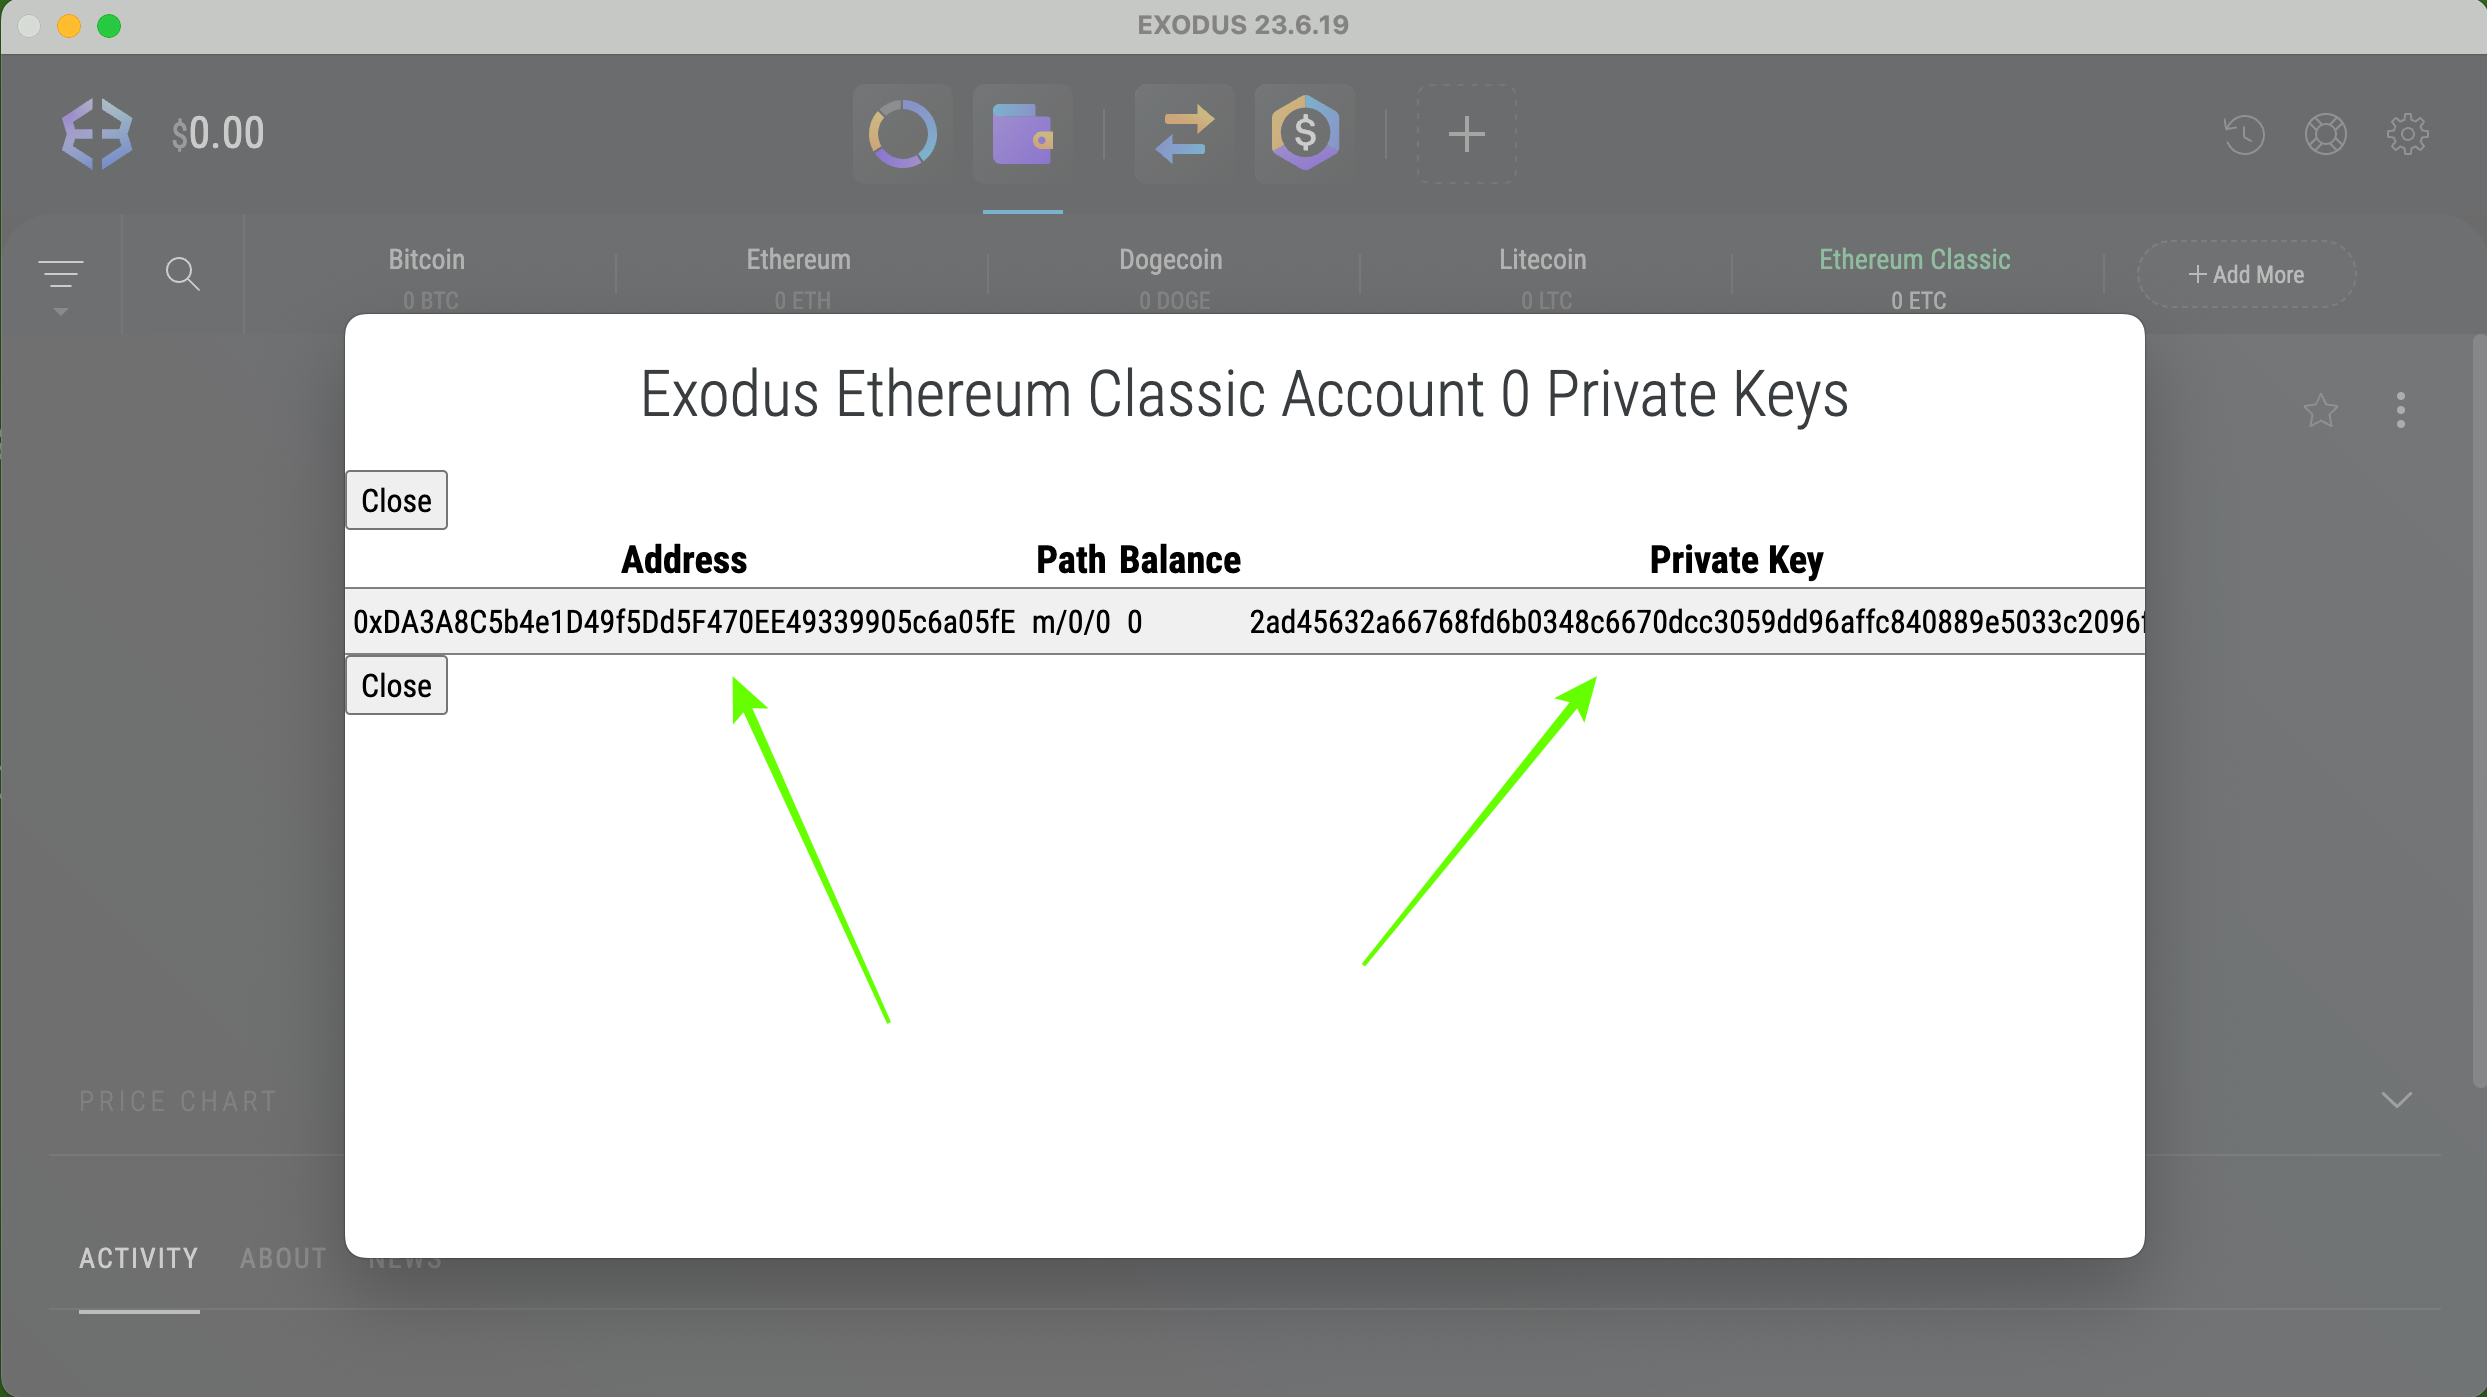 EXODUS 23.6.19
$0.00
Bitcoin Ethereum Dogecoin Litecoin Ethereum Classic
0 BTC 0 ETH 0 DOGE 0 LTC 0 ETC
+ Add More
Exodus Ethereum Classic Account 0 Private Keys
Close
Address Path Balance Private Key
0xDA3A8C5b4e1D49f5Dd5F470EE49339905c6a05fE m/0/0 0 2ad45632a66768fd6b0348c6670dcc3059dd96affc840889e5033c2096f
Close
PRICE CHART
ACTIVITY ABOUT NEWS